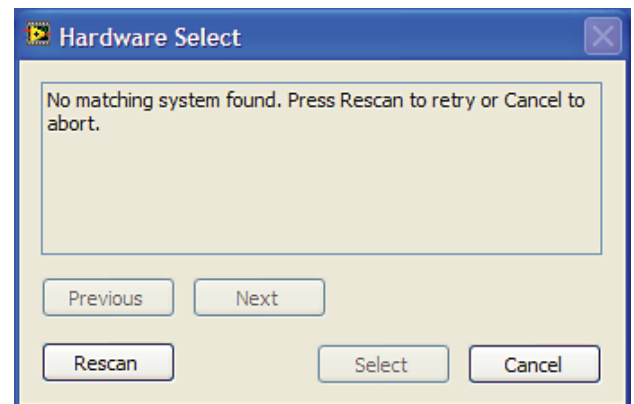 Hardware Select
No matching system found. Press Rescan to retry or Cancel to
abort.
Previous Next
Rescan Select Cancel